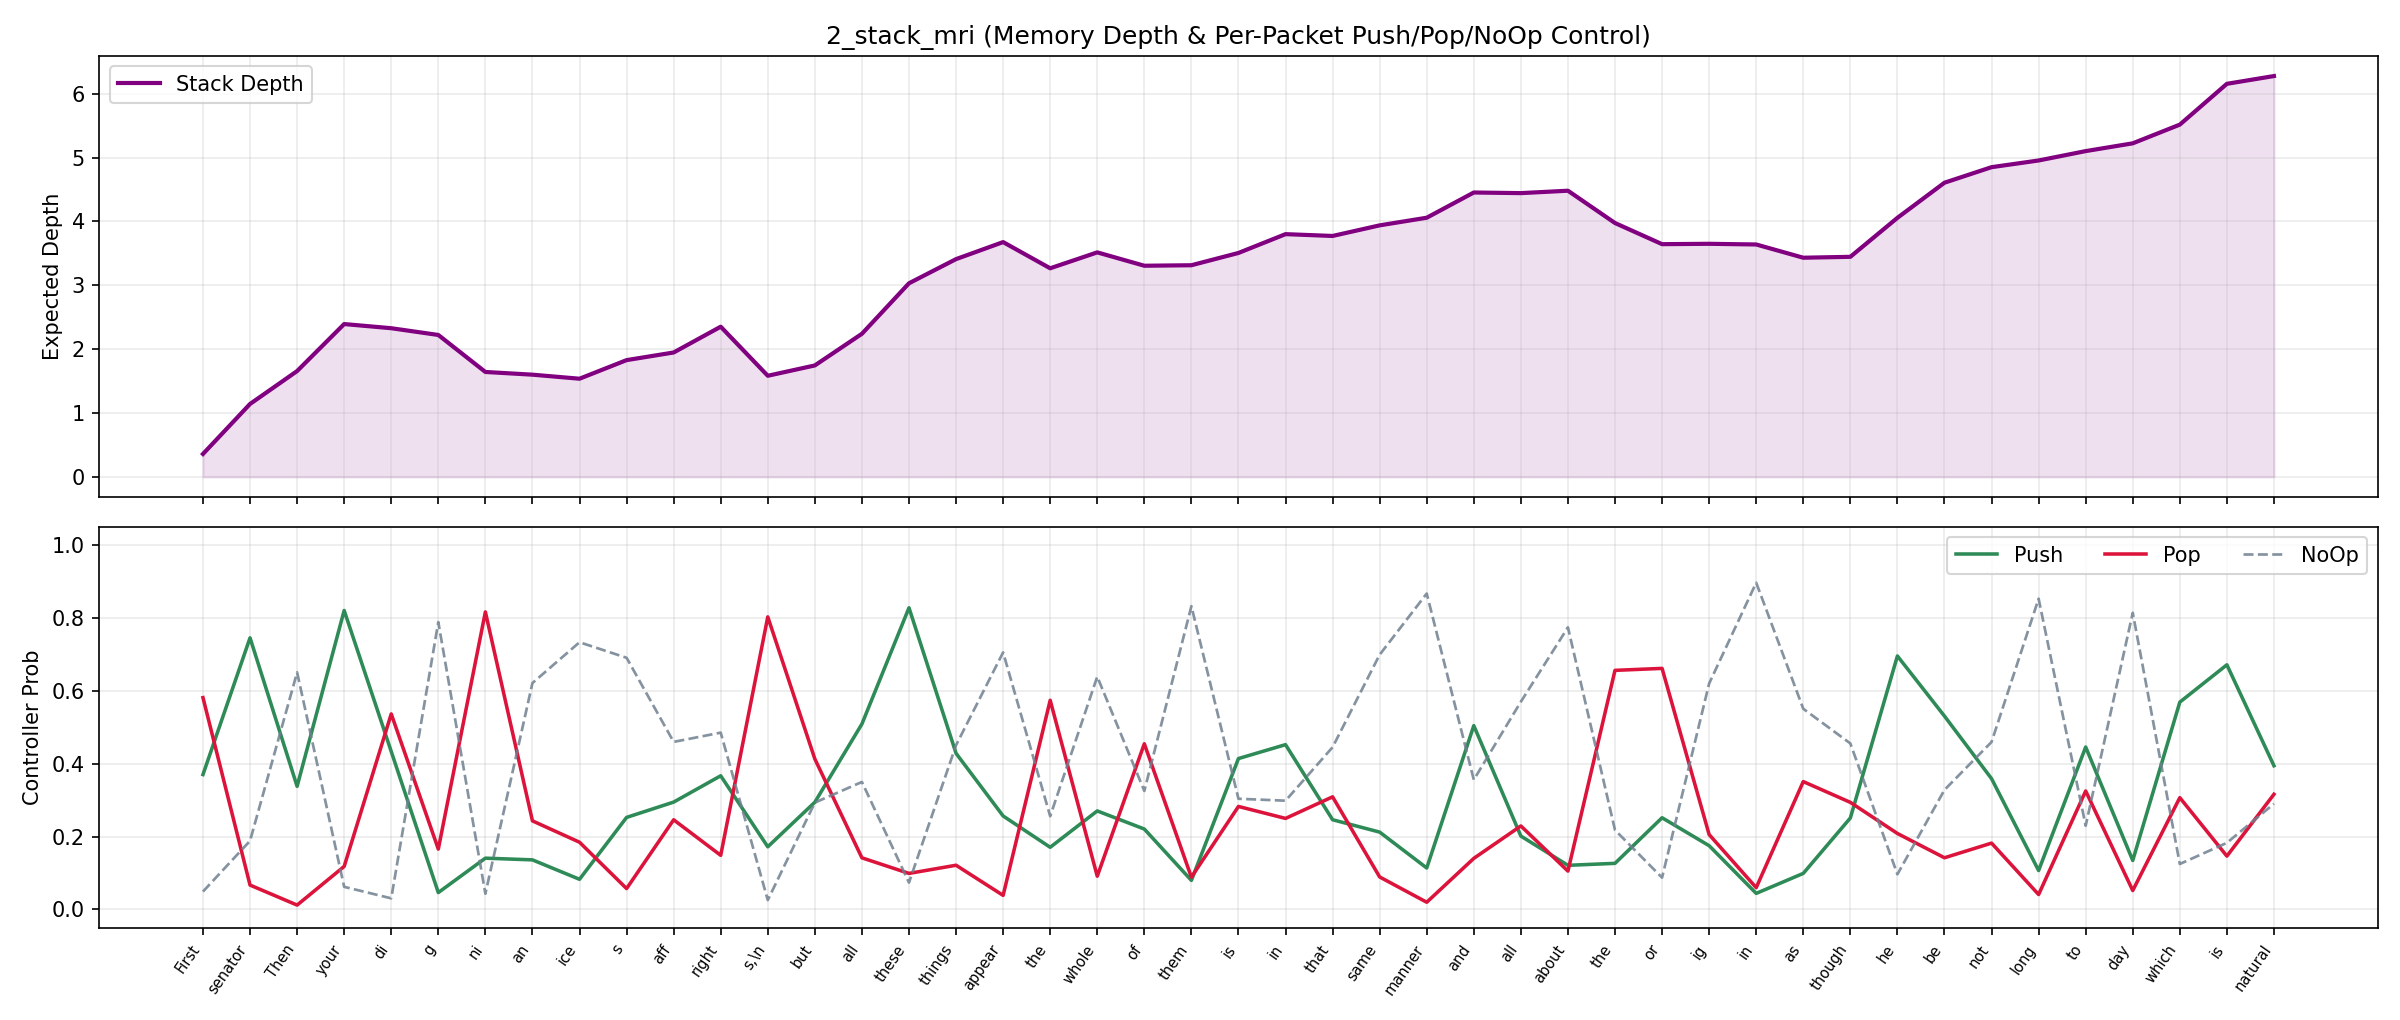 2_stack_mri (Memory Depth & Per-Packet Push/Pop/NoOp Control)
Stack Depth
Expected Depth
6
5
4
3
2
1
0
Push Pop NoOp
Controller Prob
1.0
0.8
0.6
0.4
0.2
0.0
First senator Then your di g ni an ice s aff right s,\n but all these things appear the whole of them is in that same manner and all about the or ig in as though he be not long to day which is natural